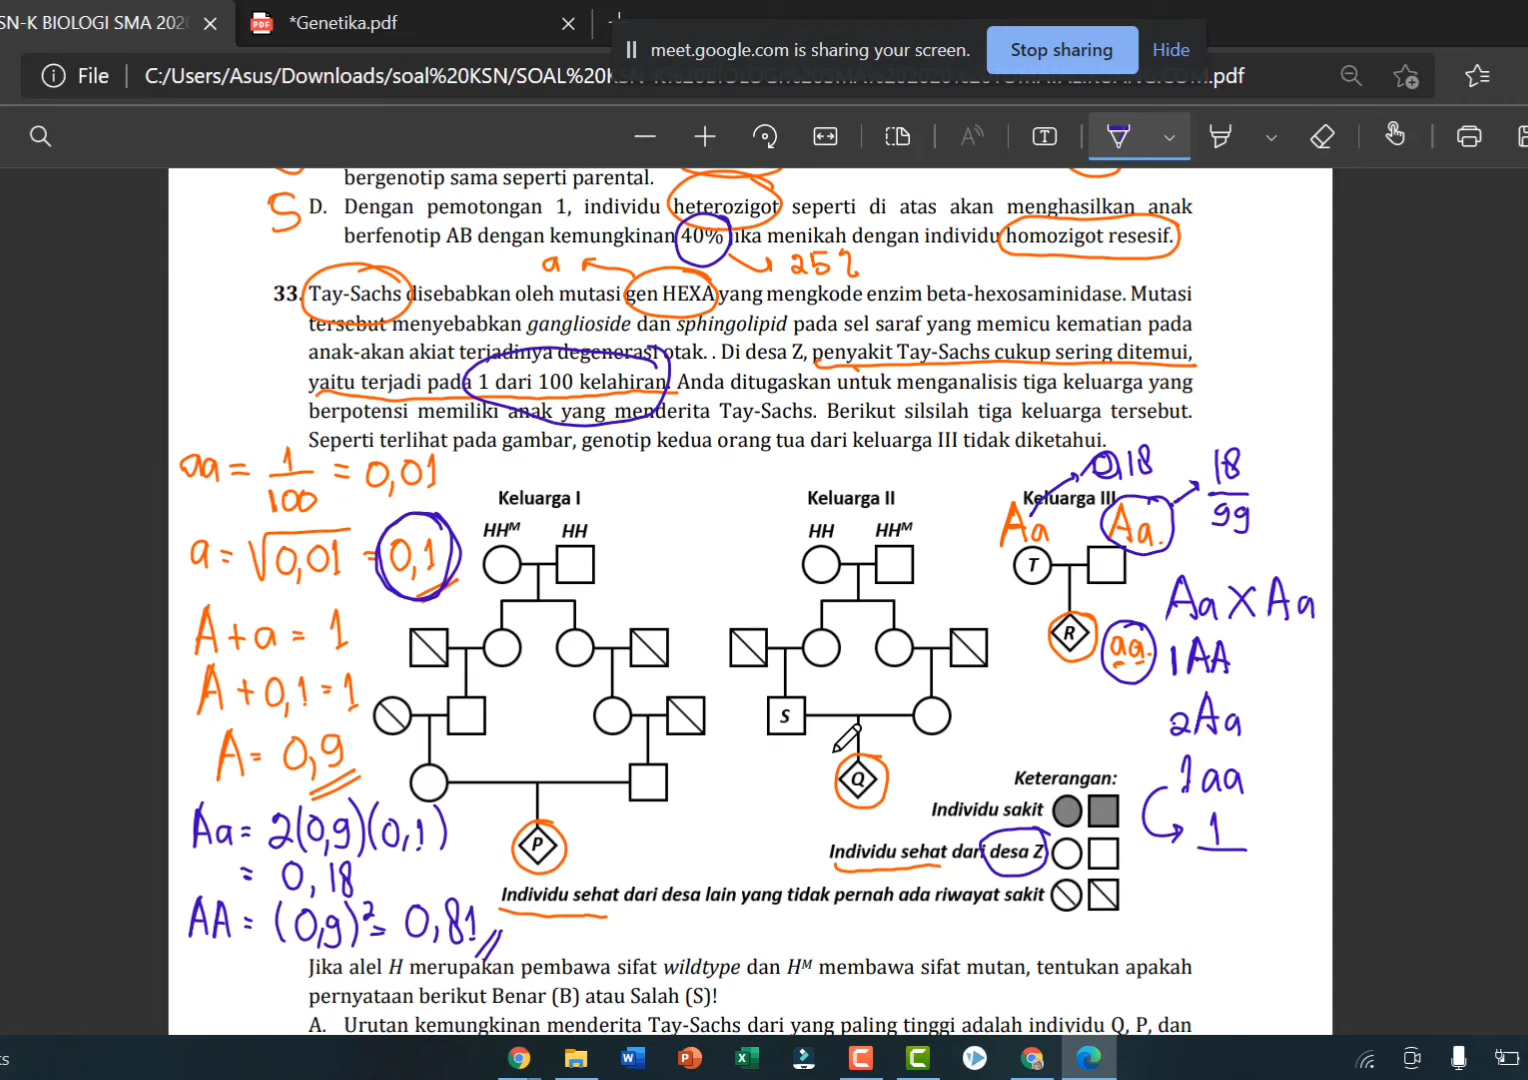 SN-K BIOLOGI SMA 202
*Genetika.pdf
meet.google.com is sharing your screen.
Stop sharing
Hide
File
C:/Users/Asus/Downloads/soal%20KSN/SOAL%20KSN
.pdf
bergenotip sama seperti parental.
S
D. Dengan pemotongan 1, individu heterozigot seperti di atas akan menghasilkan anak
berfenotip AB dengan kemungkinan 40% jika menikah dengan individu homozigot resesif.
a
25%
33. Tay-Sachs disebabkan oleh mutasi gen HEXA yang mengkode enzim beta-hexosaminidase. Mutasi
tersebut menyebabkan ganglioside dan sphingolipid pada sel saraf yang memicu kematian pada
anak-akan akiat terjadinya degenerasi otak. . Di desa Z, penyakit Tay-Sachs cukup sering ditemui,
yaitu terjadi pada 1 dari 100 kelahiran. Anda ditugaskan untuk menganalisis tiga keluarga yang
berpotensi memiliki anak yang menderita Tay-Sachs. Berikut silsilah tiga keluarga tersebut.
Seperti terlihat pada gambar, genotip kedua orang tua dari keluarga III tidak diketahui.
aa = 1/100 = 0,01
a = √0,01 = 0,1
A + a = 1
A + 0,1 = 1
A = 0,9
Aa = 2(0,9)(0,1)
= 0,18
AA = (0,9)² = 0,81
Keluarga I
HHᴹ HH
P
Keluarga II
HH HHᴹ
S
Q
0,18
18/99
Keluarga III
Aa Aa.
T
R
aa.
Aa X Aa
1AA
2Aa
1aa
1
Keterangan:
Individu sakit
Individu sehat dari desa Z
Individu sehat dari desa lain yang tidak pernah ada riwayat sakit
Jika alel H merupakan pembawa sifat wildtype dan Hᴹ membawa sifat mutan, tentukan apakah
pernyataan berikut Benar (B) atau Salah (S)!
A. Urutan kemungkinan menderita Tay-Sachs dari yang paling tinggi adalah individu Q, P, dan